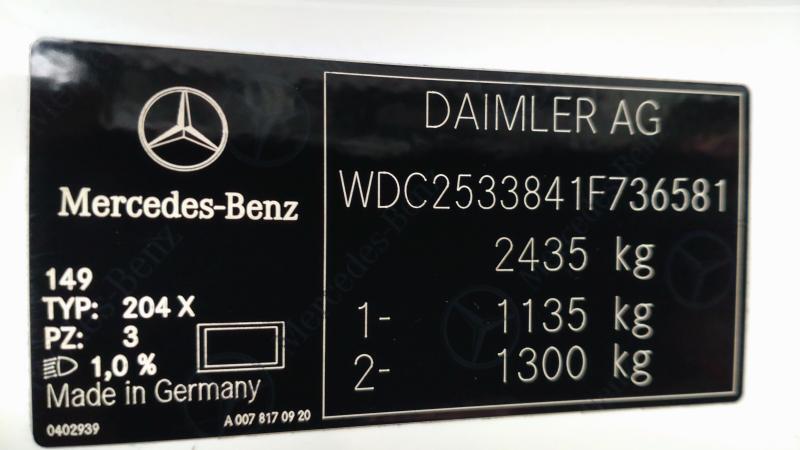 Mercedes-Benz
149
TYP: 204 X
PZ: 3
1,0 %
Made in Germany
0402939
A 007 817 09 20
DAIMLER AG
WDC2533841F736581
2435 kg
1- 1135 kg
2- 1300 kg